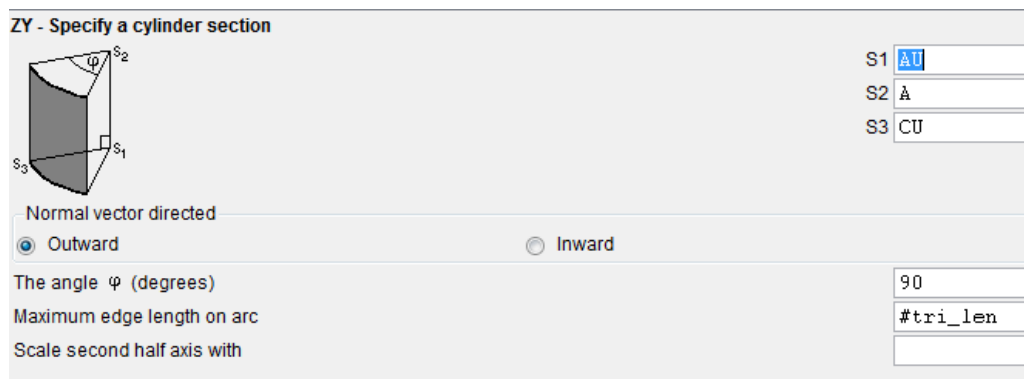 ZY - Specify a cylinder section
φ S2
S1 AU
S2 A
S3 CU
S1
S3
Normal vector directed
Outward Inward
The angle φ (degrees) 90
Maximum edge length on arc #tri_len
Scale second half axis with